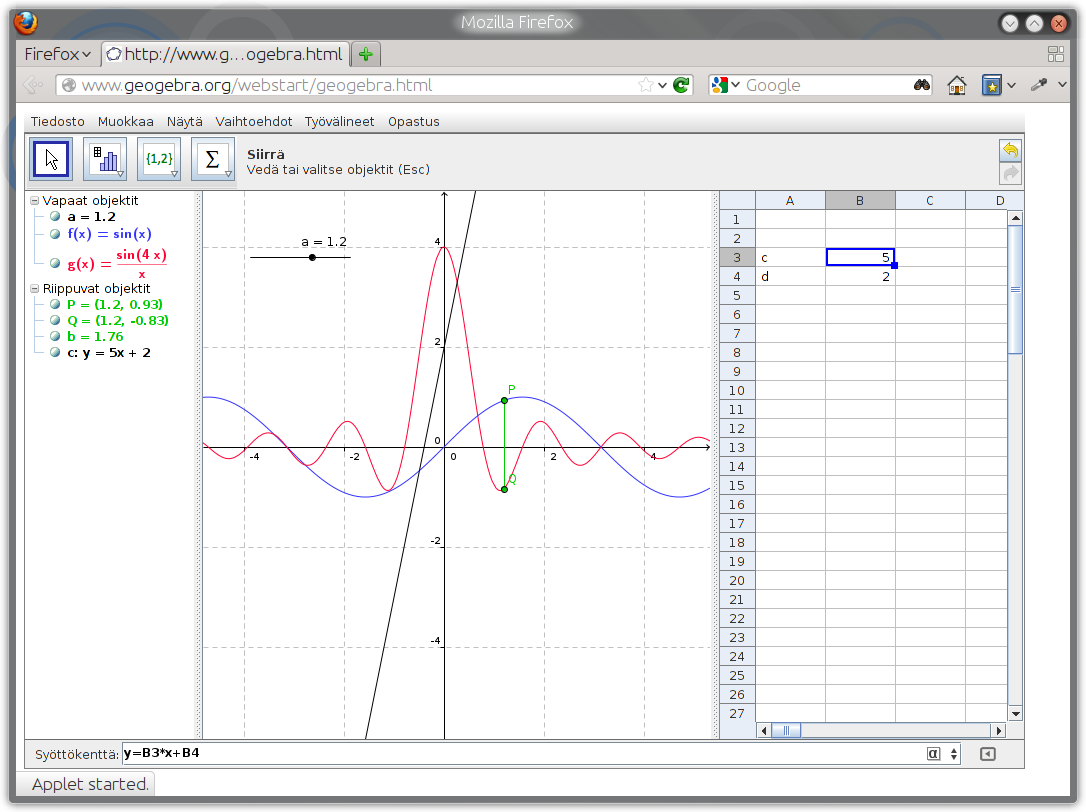 Mozilla Firefox
Firefox
http://www.g...ogebra.html
www.geogebra.org/webstart/geogebra.html
Google
Tiedosto Muokkaa Näytä Vaihtoehdot Työvälineet Opastus
{1,2}
Σ
Siirrä
Vedä tai valitse objektit (Esc)
Vapaat objektit
a = 1.2
f(x) = sin(x)
g(x) = sin(4 x)
x
Riippuvat objektit
P = (1.2, 0.93)
Q = (1.2, -0.83)
b = 1.76
c: y = 5x + 2
a = 1.2
4
2
P
0
-4 -2 0 2 4
Q
-2
-4
A B C D
1
2
3 c 5
4 d 2
5
6
7
8
9
10
11
12
13
14
15
16
17
18
19
20
21
22
23
24
25
26
27
Syöttökenttä: y=B3*x+B4 α
Applet started.